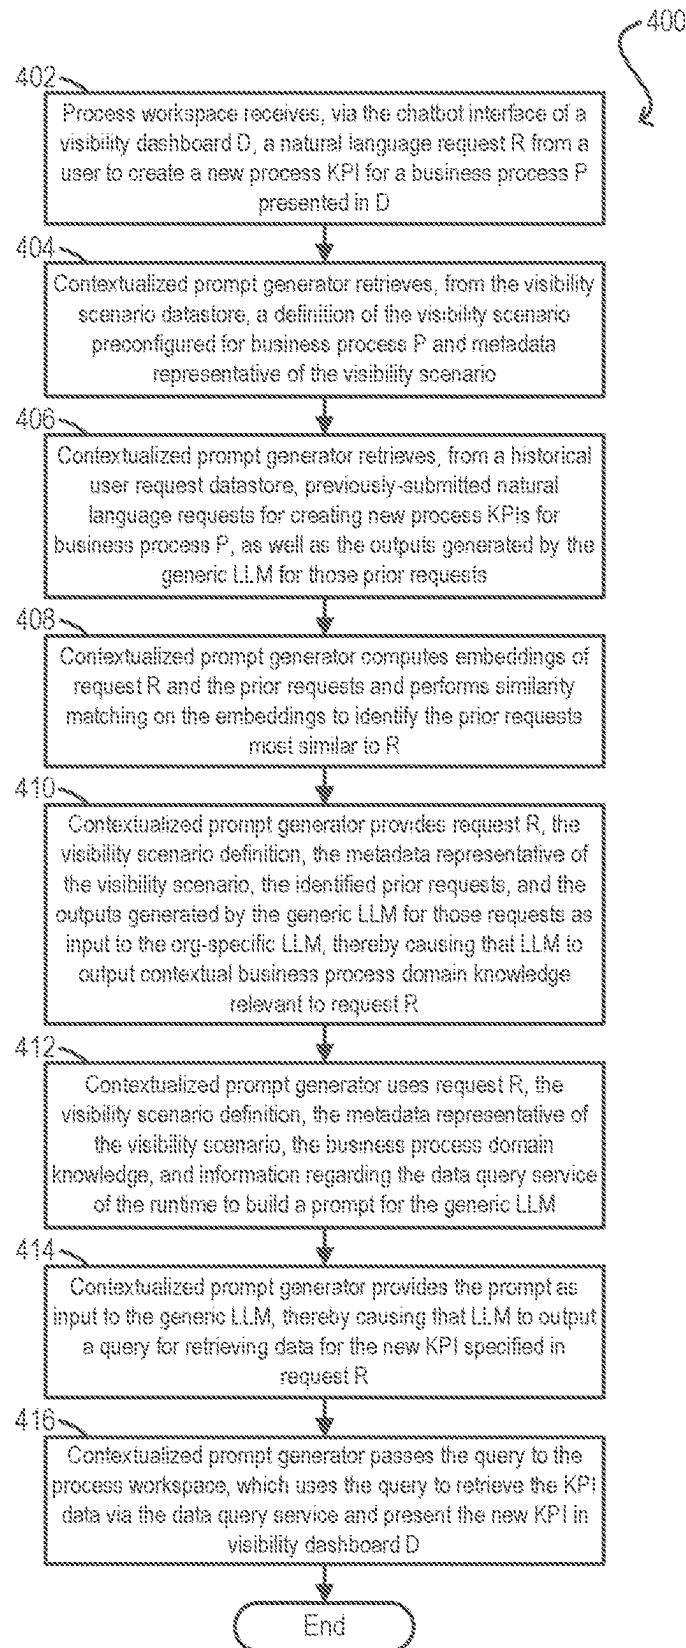 400
402
Process workspace receives, via the chatbot interface of a
visibility dashboard D, a natural language request R from a
user to create a new process KPI for a business process P
presented in D
404
Contextualized prompt generator retrieves, from the visibility
scenario datastore, a definition of the visibility scenario
preconfigured for business process P and metadata
representative of the visibility scenario
406
Contextualized prompt generator retrieves, from a historical
user request datastore, previously-submitted natural
language requests for creating new process KPIs for
business process P, as well as the outputs generated by the
generic LLM for those prior requests
408
Contextualized prompt generator computes embeddings of
request R and the prior requests and performs similarity
matching on the embeddings to identify the prior requests
most similar to R
410
Contextualized prompt generator provides request R, the
visibility scenario definition, the metadata representative of
the visibility scenario, the identified prior requests, and the
outputs generated by the generic LLM for those requests as
input to the org-specific LLM, thereby causing that LLM to
output contextual business process domain knowledge
relevant to request R
412
Contextualized prompt generator uses request R, the
visibility scenario definition, the metadata representative of
the visibility scenario, the business process domain
knowledge, and information regarding the data query service
of the runtime to build a prompt for the generic LLM
414
Contextualized prompt generator provides the prompt as
input to the generic LLM, thereby causing that LLM to output
a query for retrieving data for the new KPI specified in
request R
416
Contextualized prompt generator passes the query to the
process workspace, which uses the query to retrieve the KPI
data via the data query service and present the new KPI in
visibility dashboard D
End